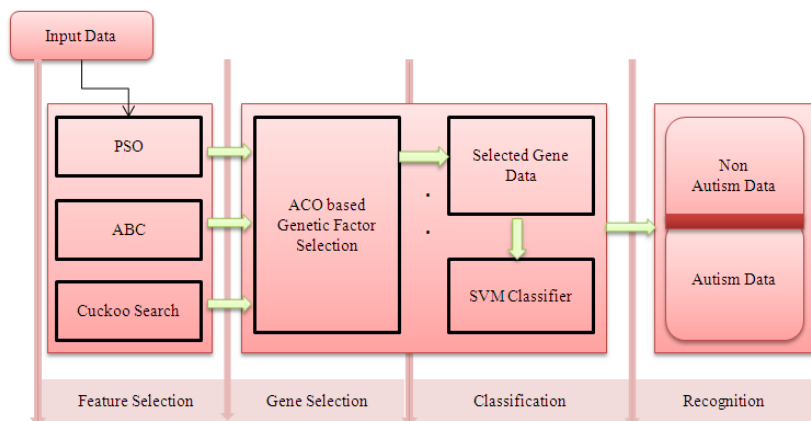 Input Data
PSO
ABC
Cuckoo Search
ACO based
Genetic Factor
Selection
Selected Gene
Data
SVM Classifier
Non
Autism Data
Autism Data
Feature Selection
Gene Selection
Classification
Recognition